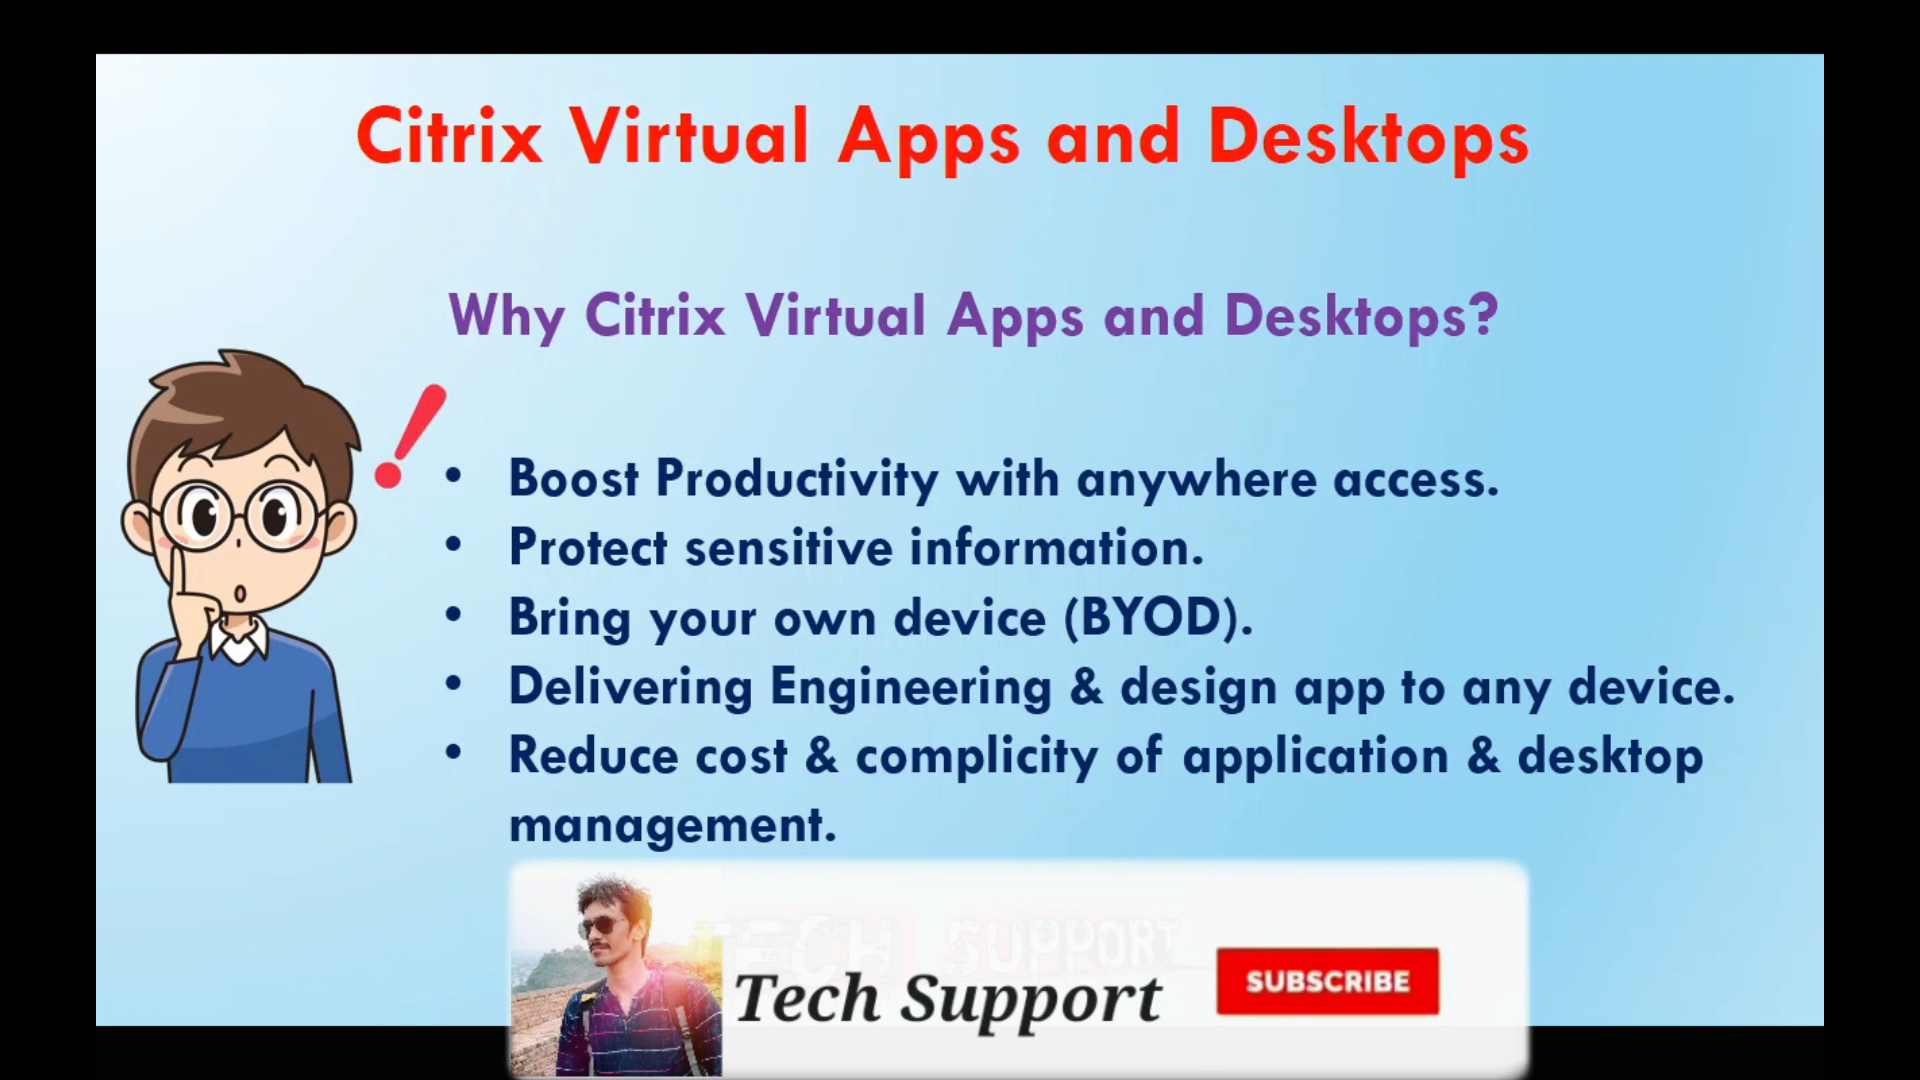 Citrix Virtual Apps and Desktops
Why Citrix Virtual Apps and Desktops?
• Boost Productivity with anywhere access.
• Protect sensitive information.
• Bring your own device (BYOD).
• Delivering Engineering & design app to any device.
• Reduce cost & complicity of application & desktop
management.
TECH SUPPORT
Tech Support
SUBSCRIBE